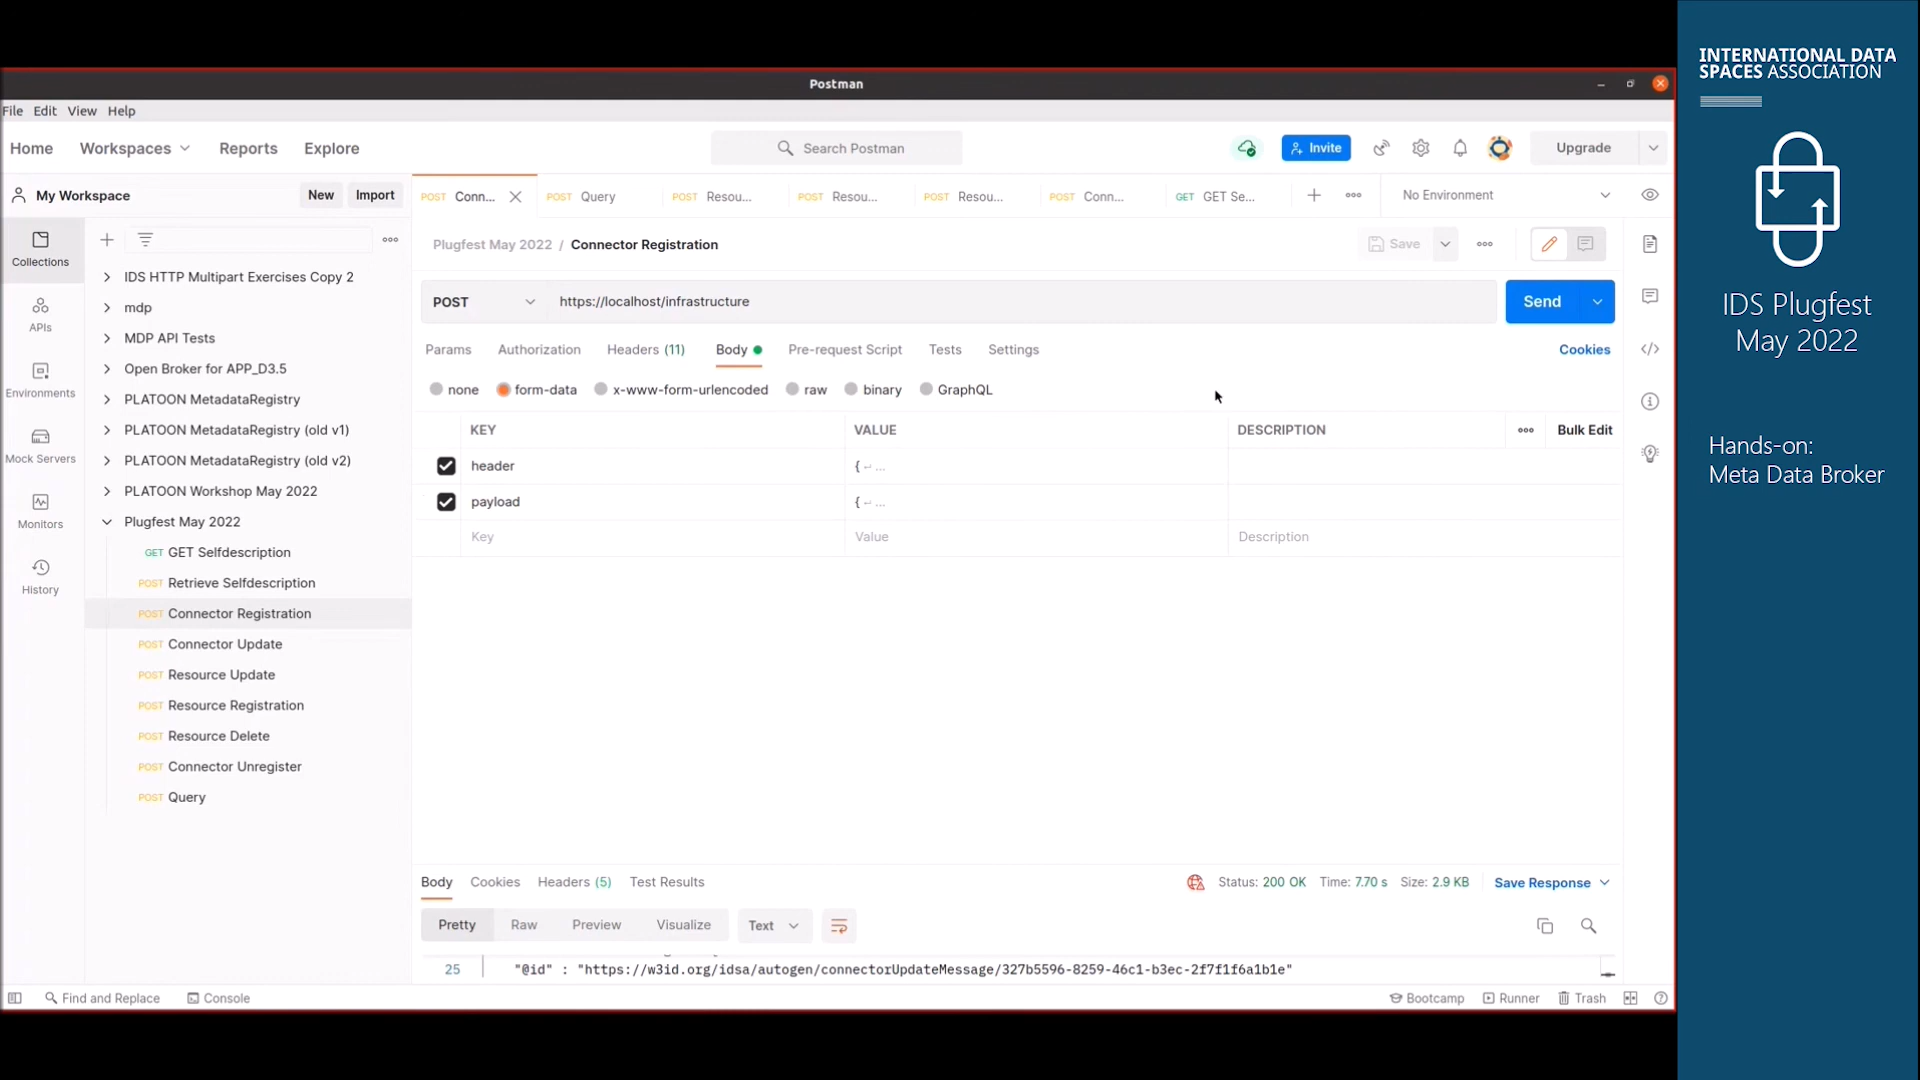 Postman
File Edit View Help
Home Workspaces Reports Explore
Search Postman
Invite
Upgrade
My Workspace
New Import
POST Conn...
POST Query
POST Resou...
POST Resou...
POST Resou...
POST Conn...
GET GET Se...
No Environment
Collections
APIs
Environments
Mock Servers
Monitors
History
IDS HTTP Multipart Exercises Copy 2
mdp
MDP API Tests
Open Broker for APP_D3.5
PLATOON MetadataRegistry
PLATOON MetadataRegistry (old v1)
PLATOON MetadataRegistry (old v2)
PLATOON Workshop May 2022
Plugfest May 2022
GET GET Selfdescription
POST Retrieve Selfdescription
POST Connector Registration
POST Connector Update
POST Resource Update
POST Resource Registration
POST Resource Delete
POST Connector Unregister
POST Query
Plugfest May 2022 / Connector Registration
Save
POST https://localhost/infrastructure
Send
Params Authorization Headers (11) Body Pre-request Script Tests Settings
Cookies
none form-data x-www-form-urlencoded raw binary GraphQL
KEY VALUE DESCRIPTION
Bulk Edit
header { ↵ ...
payload { ↵ ...
Key Value Description
Body Cookies Headers (5) Test Results
Status: 200 OK Time: 7.70 s Size: 2.9 KB
Save Response
Pretty Raw Preview Visualize Text
25 "@id" : "https://w3id.org/idsa/autogen/connectorUpdateMessage/327b5596-8259-46c1-b3ec-2f7f1f6a1b1e"
Find and Replace Console
Bootcamp Runner Trash
INTERNATIONAL DATA
SPACES ASSOCIATION
IDS Plugfest
May 2022
Hands-on:
Meta Data Broker